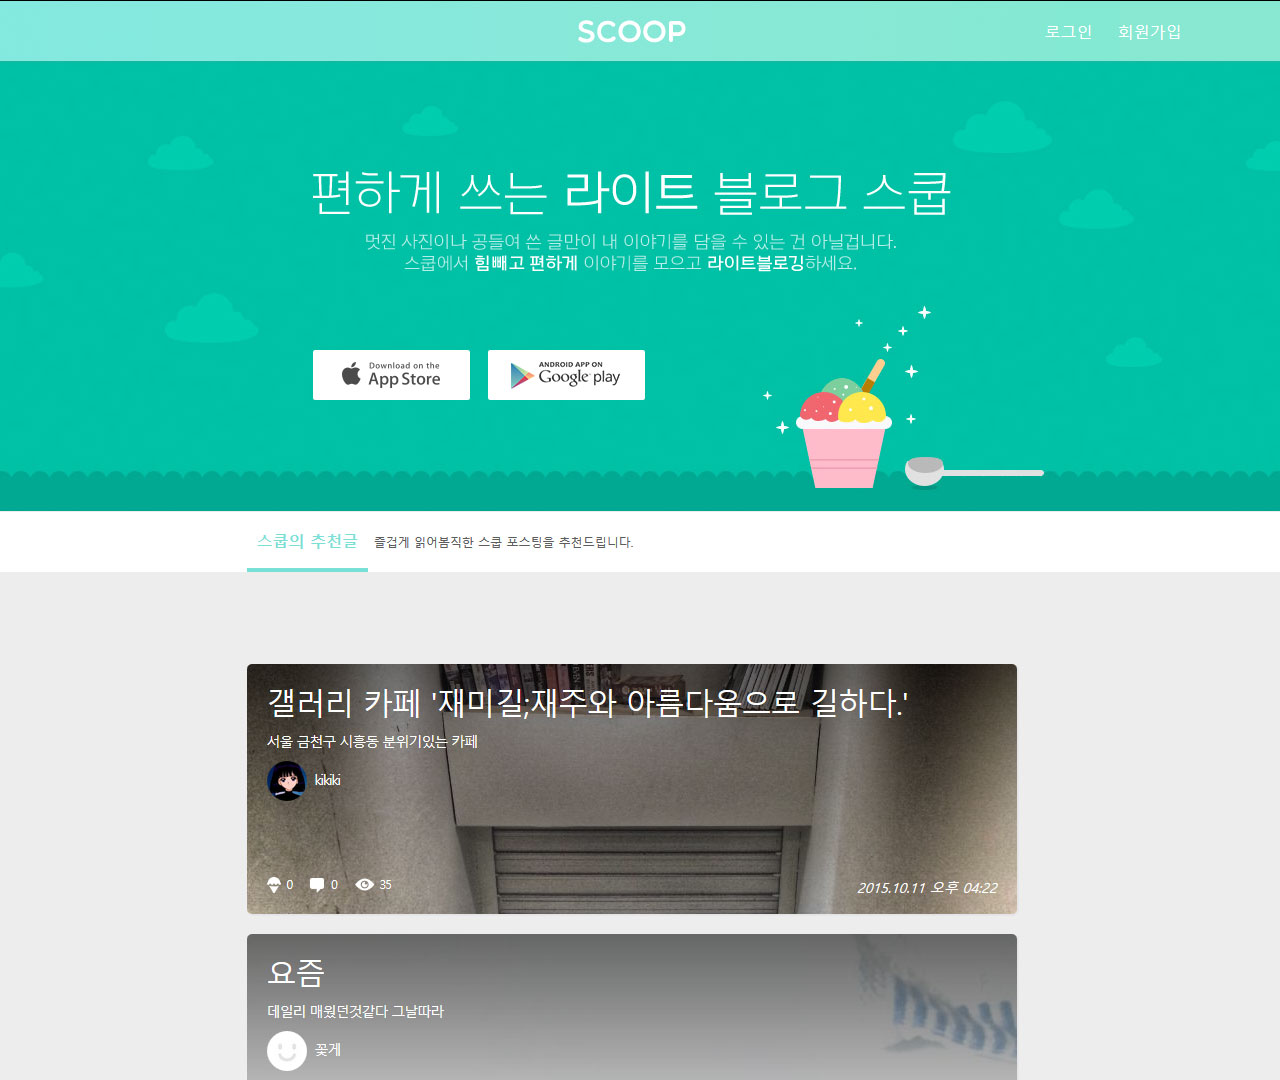 SCOOP
로그인 회원가입
편하게 쓰는 라이트 블로그 스쿱
멋진 사진이나 공들여 쓴 글만이 내 이야기를 담을 수 있는 건 아닐겁니다.
스쿱에서 힘빼고 편하게 이야기를 모으고 라이트블로깅하세요.
Download on the
App Store
ANDROID APP ON
Google play
스쿱의 추천글 즐겁게 읽어봄직한 스쿱 포스팅을 추천드립니다.
갤러리 카페 '재미길;재주와 아름다움으로 길하다.'
서울 금천구 시흥동 분위기있는 카페
kikiki
0 0 35
2015.10.11 오후 04:22
요즘
데일리 매웠던것같다 그날따라
꽃게